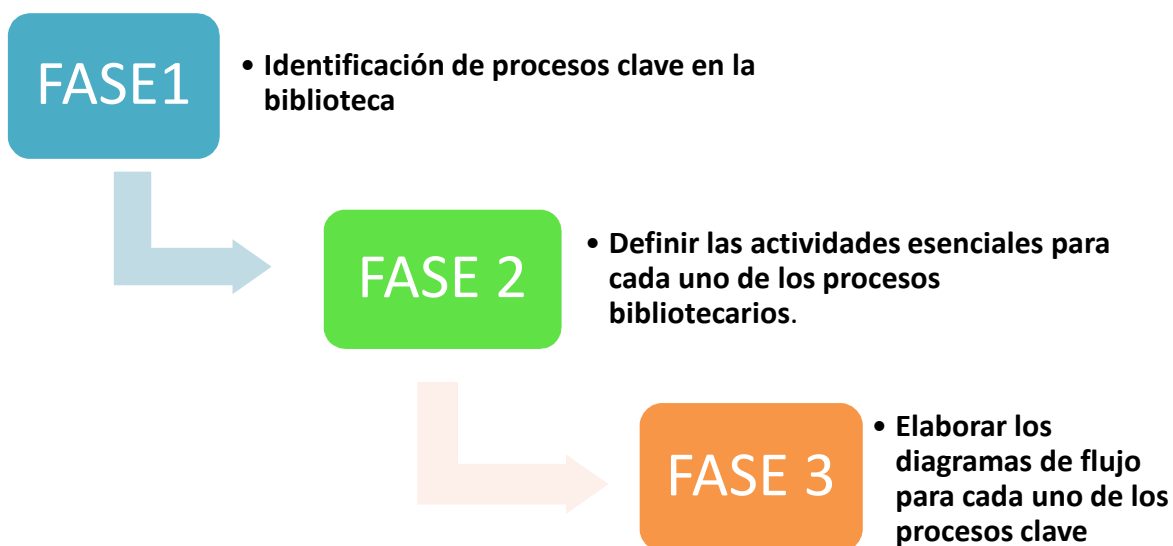 FASE1
• Identificación de procesos clave en la
biblioteca
FASE 2
• Definir las actividades esenciales para
cada uno de los procesos
bibliotecarios.
FASE 3
• Elaborar los
diagramas de flujo
para cada uno de los
procesos clave